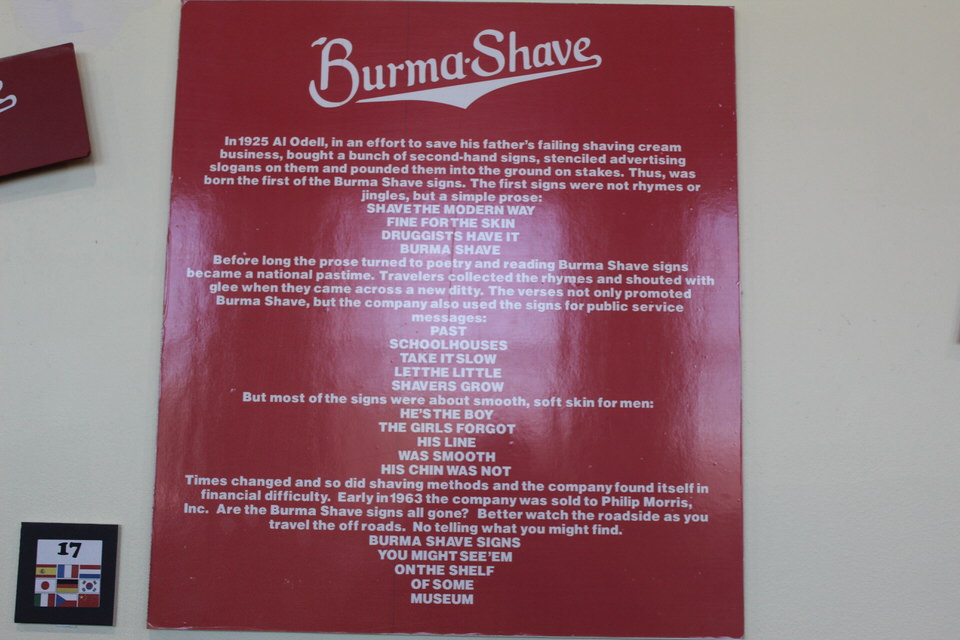 Burma-Shave
In 1925 Al Odell, in an effort to save his father's failing shaving cream
business, bought a bunch of second-hand signs, stenciled advertising
slogans on them and pounded them into the ground on stakes. Thus, was
born the first of the Burma Shave signs. The first signs were not rhymes or
jingles, but a simple prose:
SHAVE THE MODERN WAY
FINE FOR THE SKIN
DRUGGISTS HAVE IT
BURMA SHAVE
Before long the prose turned to poetry and reading Burma Shave signs
became a national pastime. Travelers collected the rhymes and shouted with
glee when they came across a new ditty. The verses not only promoted
Burma Shave, but the company also used the signs for public service
messages:
PAST
SCHOOLHOUSES
TAKE IT SLOW
LET THE LITTLE
SHAVERS GROW
But most of the signs were about smooth, soft skin for men:
HE'S THE BOY
THE GIRLS FORGOT
HIS LINE
WAS SMOOTH
HIS CHIN WAS NOT
Times changed and so did shaving methods and the company found itself in
financial difficulty. Early in 1963 the company was sold to Philip Morris,
Inc. Are the Burma Shave signs all gone? Better watch the roadside as you
travel the off roads. No telling what you might find.
BURMA SHAVE SIGNS
YOU MIGHT SEE 'EM
ON THE SHELF
OF SOME
MUSEUM
17